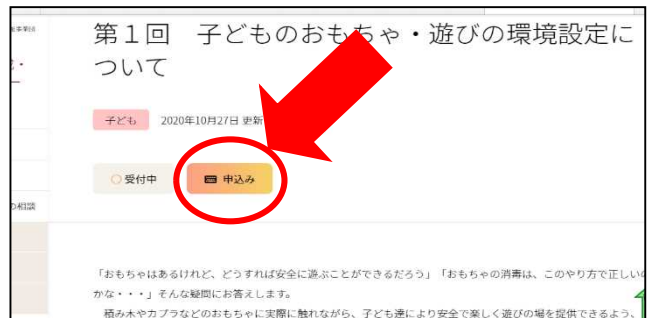 第１回　子どものおもちゃ・遊びの環境設定に
ついて
子ども　2020年10月27日 更新
受付中　申込み
の相談
「おもちゃはあるけれど、どうすれば安全に遊ぶことができるだろう」「おもちゃの消毒は、このやり方で正しい
かな・・・」そんな疑問にお答えします。
積み木やカプラなどのおもちゃに実際に触れながら、子ども達により安全で楽しく遊びの場を提供できるよう、